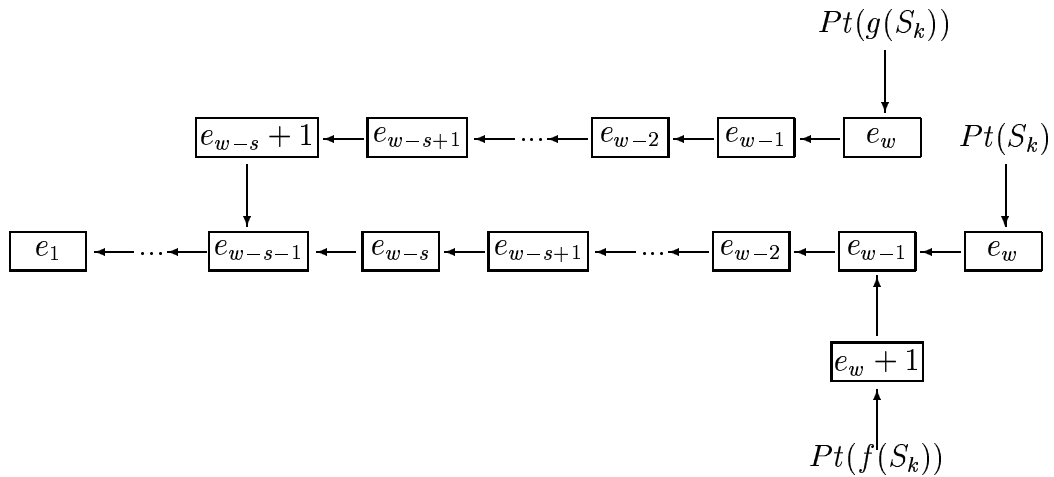 Pt(g(S_k))
e_{w-s} + 1 e_{w-s+1} ... e_{w-2} e_{w-1} e_w Pt(S_k)
e_1 ... e_{w-s-1} e_{w-s} e_{w-s+1} ... e_{w-2} e_{w-1} e_w
e_w + 1
Pt(f(S_k))